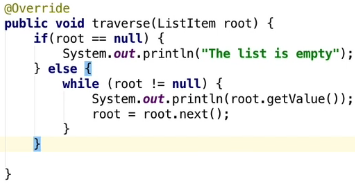 @Override
public void traverse(ListItem root) {
    if(root == null) {
        System.out.println("The list is empty");
    } else {
        while (root != null) {
            System.out.println(root.getValue());
            root = root.next();
        }
    }

}